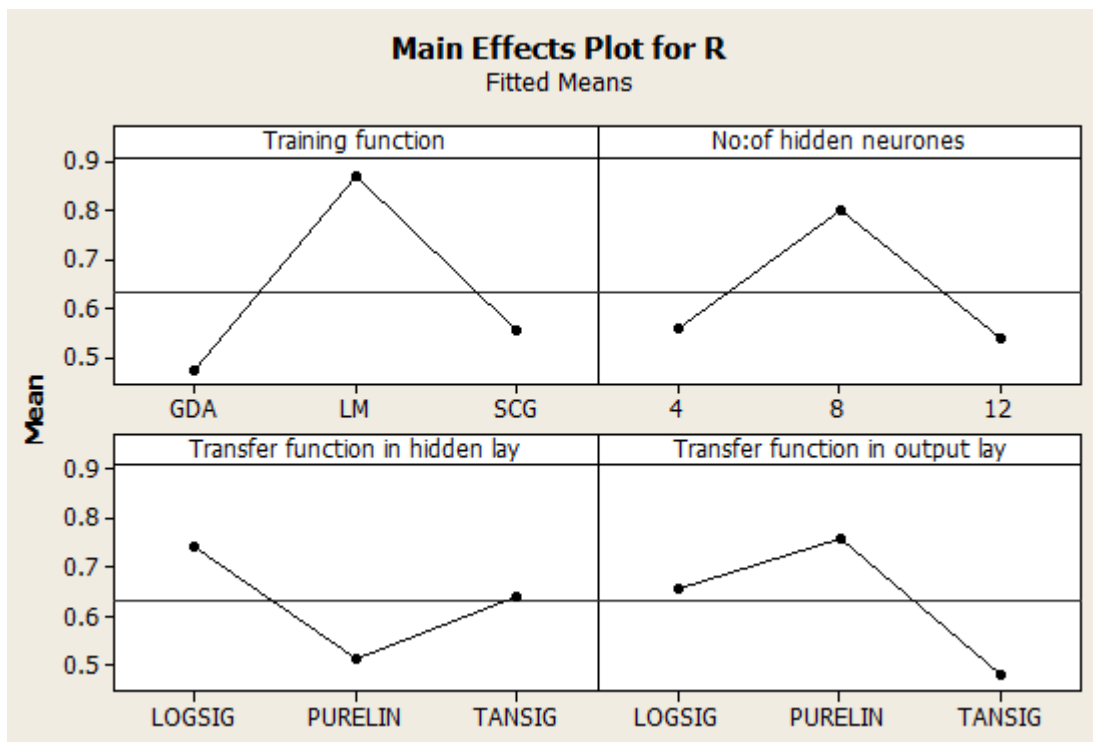 Main Effects Plot for R
Fitted Means
Training function
No:of hidden neurones
0.9
0.8
0.7
0.6
0.5
GDA LM SCG
4 8 12
Mean
Transfer function in hidden lay
Transfer function in output lay
0.9
0.8
0.7
0.6
0.5
LOGSIG PURELIN TANSIG
LOGSIG PURELIN TANSIG